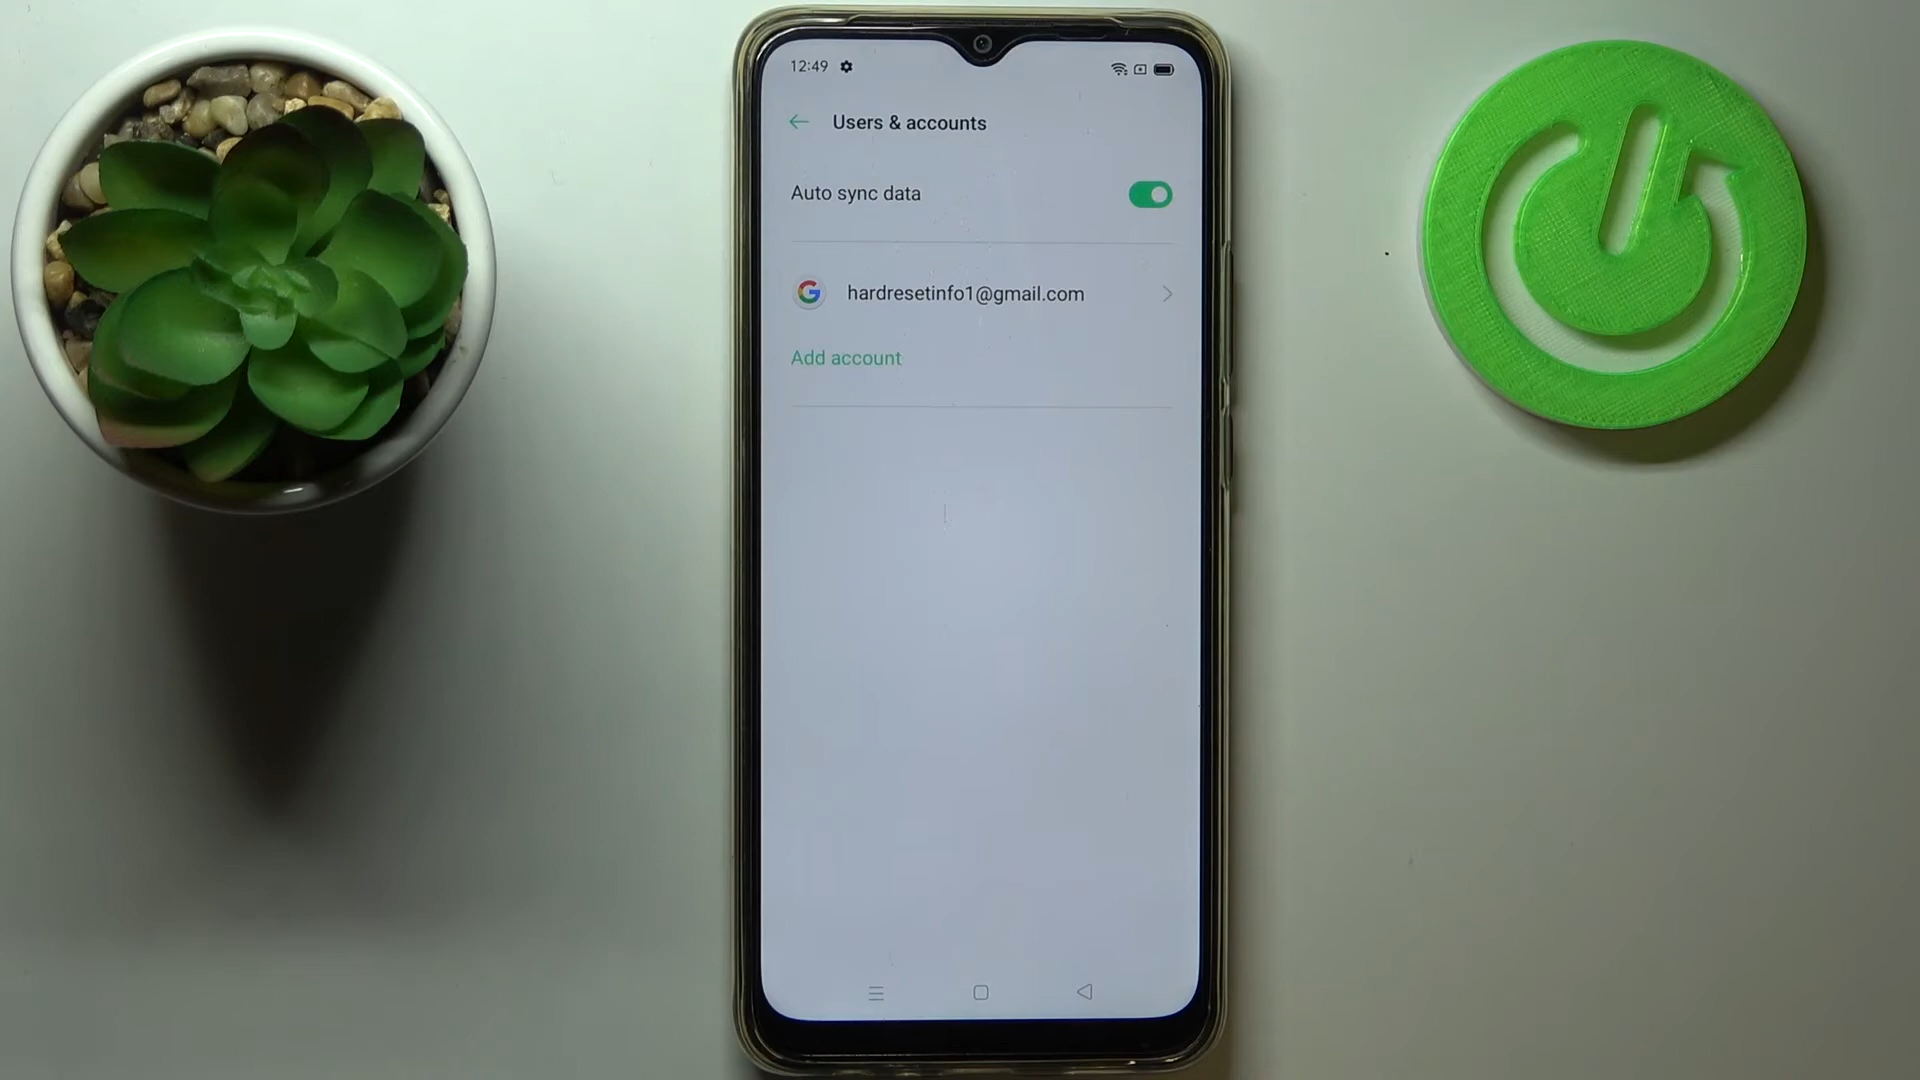 12:49
Users & accounts
Auto sync data
hardresetinfo1@gmail.com
Add account